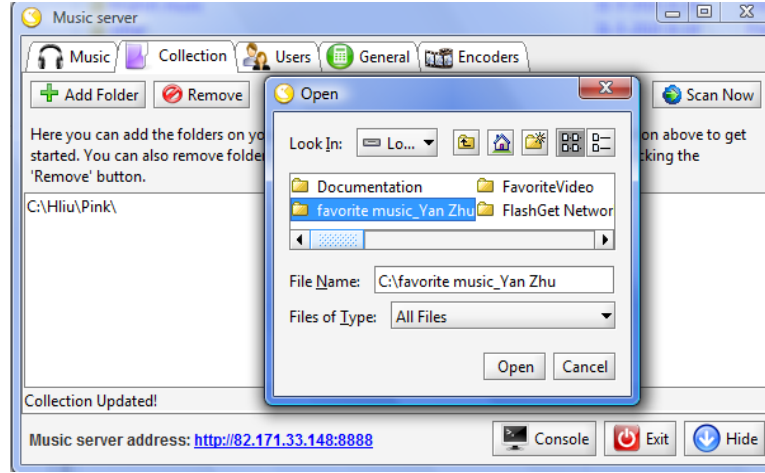 Music server
Music Collection Users General Encoders
Add Folder Remove Scan Now
Here you can add the folders on yo on above to get
started. You can also remove folde cking the
'Remove' button.
C:\Hliu\Pink\
Open
Look In: Lo...
Documentation FavoriteVideo
favorite music_Yan Zhu FlashGet Networ
File Name: C:\favorite music_Yan Zhu
Files of Type: All Files
Open Cancel
Collection Updated!
Music server address: http://82.171.33.148:8888 Console Exit Hide